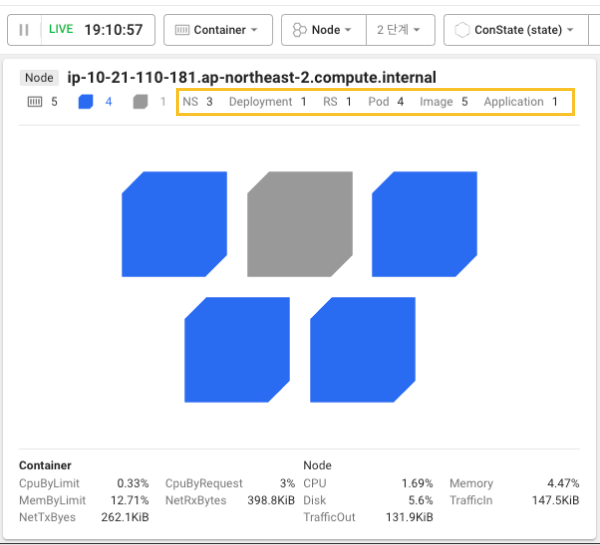 LIVE 19:10:57 Container Node 2 단계 ConState (state)
Node ip-10-21-110-181.ap-northeast-2.compute.internal
5 4 1 NS 3 Deployment 1 RS 1 Pod 4 Image 5 Application 1
Container Node
CpuByLimit 0.33% CpuByRequest 3% CPU 1.69% Memory 4.47%
MemByLimit 12.71% NetRxBytes 398.8KiB Disk 5.6% TrafficIn 147.5KiB
NetTxByes 262.1KiB TrafficOut 131.9KiB